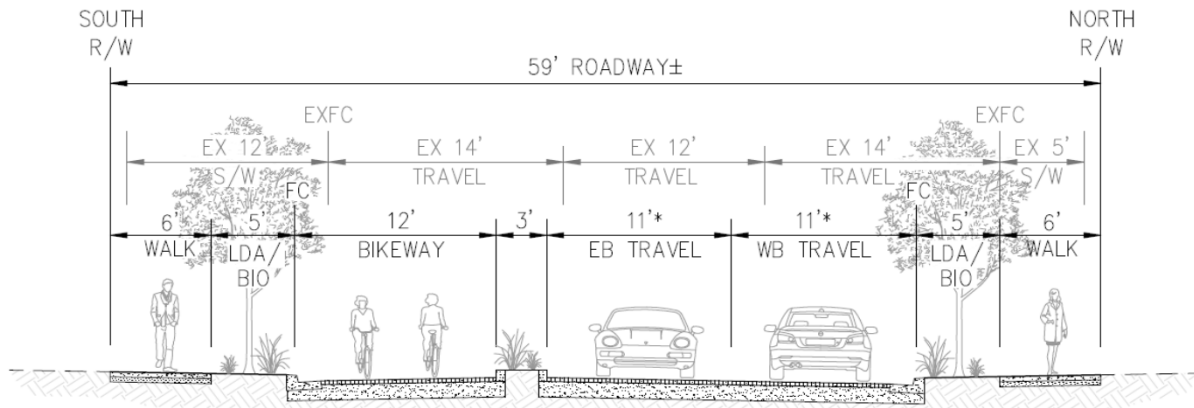 SOUTH
R/W
NORTH
R/W
59' ROADWAY±
EXFC
EXFC
EX 12'
S/W
EX 14'
TRAVEL
EX 12'
TRAVEL
EX 14'
TRAVEL
EX 5'
S/W
FC
FC
6'
WALK
5'
LDA/
BIO
12'
BIKEWAY
3'
11'*
EB TRAVEL
11'*
WB TRAVEL
5'
LDA/
BIO
6'
WALK